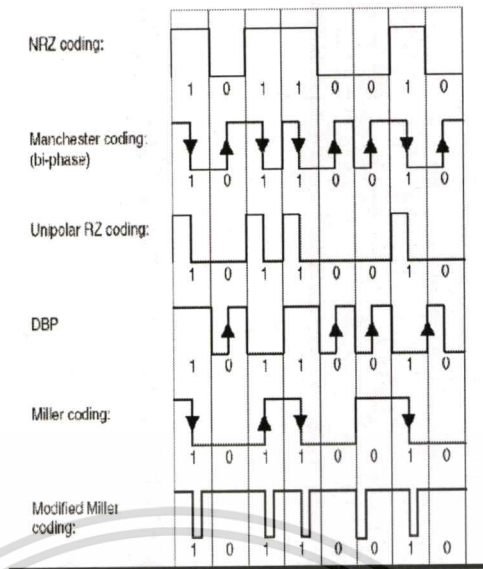 NRZ coding:
1 0 1 1 0 0 1 0
Manchester coding:
(bi-phase)
1 0 1 1 0 0 1 0
Unipolar RZ coding:
1 0 1 1 0 0 1 0
DBP
1 0 1 1 0 0 1 0
Miller coding:
1 0 1 1 0 0 1 0
Modified Miller
coding:
1 0 1 1 0 0 1 0